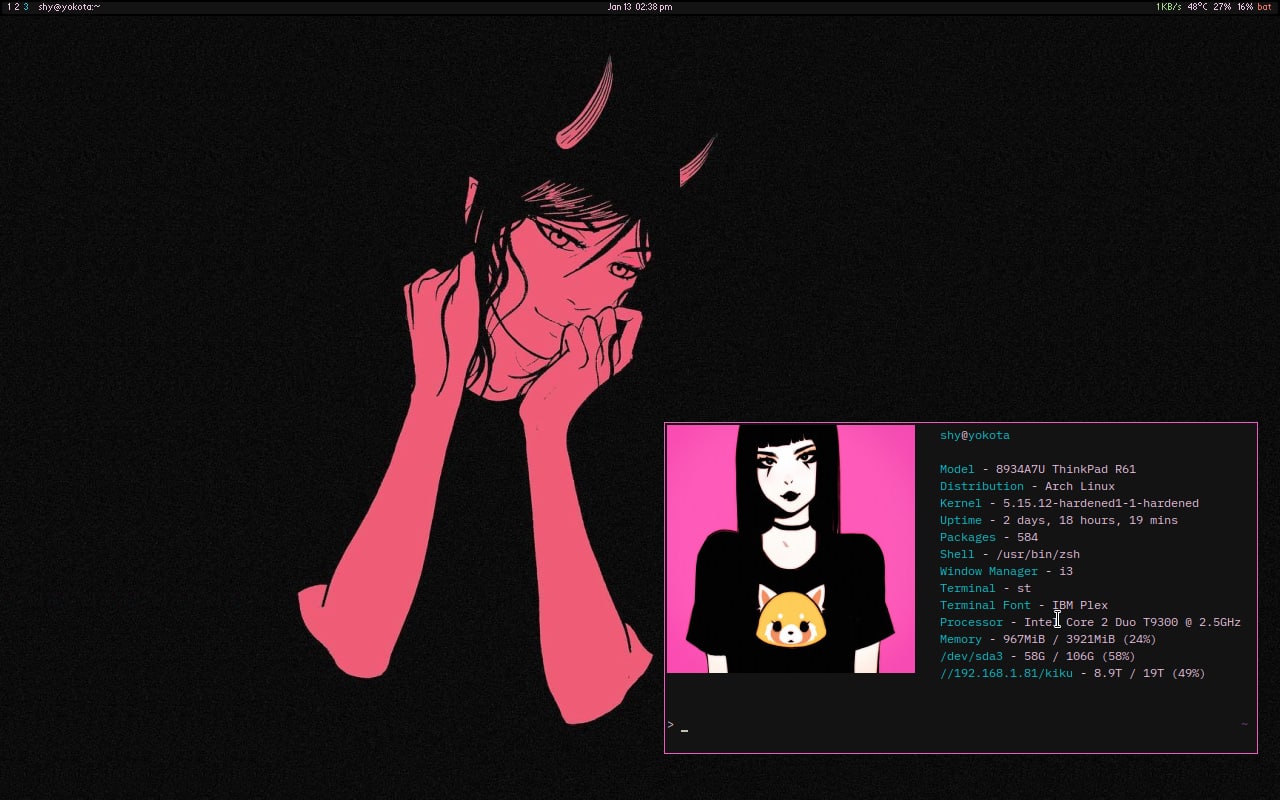 1 2 3 shy@yokota:~ Jan 13 02:38 pm 1KB/s 48°C 27% 16% bat
shy@yokota
Model - 8934A7U ThinkPad R61
Distribution - Arch Linux
Kernel - 5.15.12-hardened1-1-hardened
Uptime - 2 days, 18 hours, 19 mins
Packages - 584
Shell - /usr/bin/zsh
Window Manager - i3
Terminal - st
Terminal Font - IBM Plex
Processor - Intel Core 2 Duo T9300 @ 2.5GHz
Memory - 967MiB / 3921MiB (24%)
/dev/sda3 - 58G / 106G (58%)
//192.168.1.81/kiku - 8.9T / 19T (49%)
> _ ~